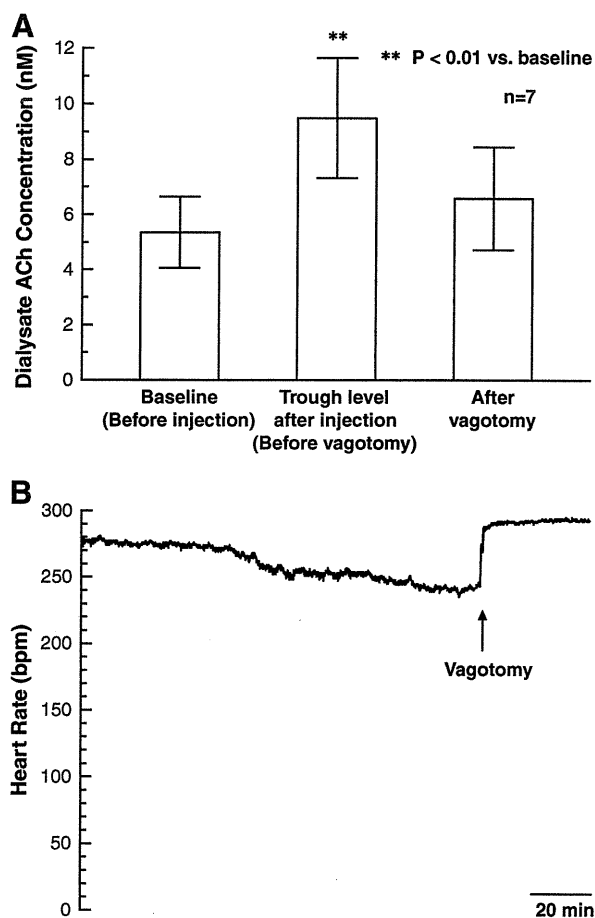 A
Dialysate ACh Concentration (nM)
12
10
8
6
4
2
0
**
** P < 0.01 vs. baseline
n=7
Baseline
(Before injection)
Trough level
after injection
(Before vagotomy)
After
vagotomy
B
Heart Rate (bpm)
300
250
200
150
100
50
0
Vagotomy
20 min